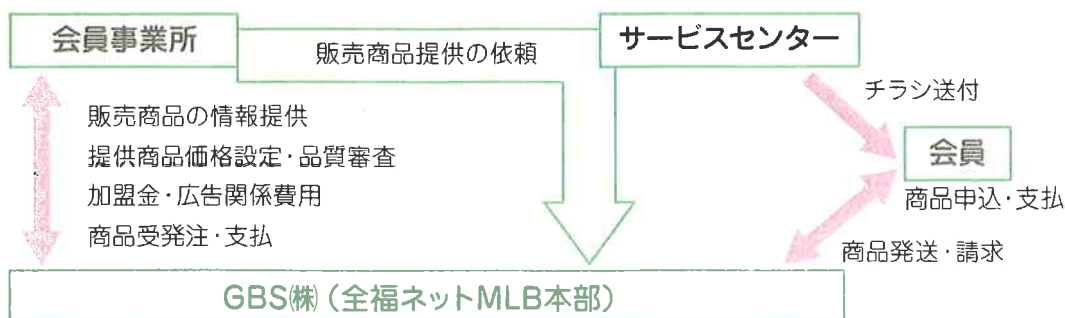 会員事業所
販売商品提供の依頼
サービスセンター
チラシ送付
販売商品の情報提供
提供商品価格設定・品質審査
加盟金・広告関係費用
商品受発注・支払
会員
商品申込・支払
商品発送・請求
GBS㈱(全福ネットMLB本部)